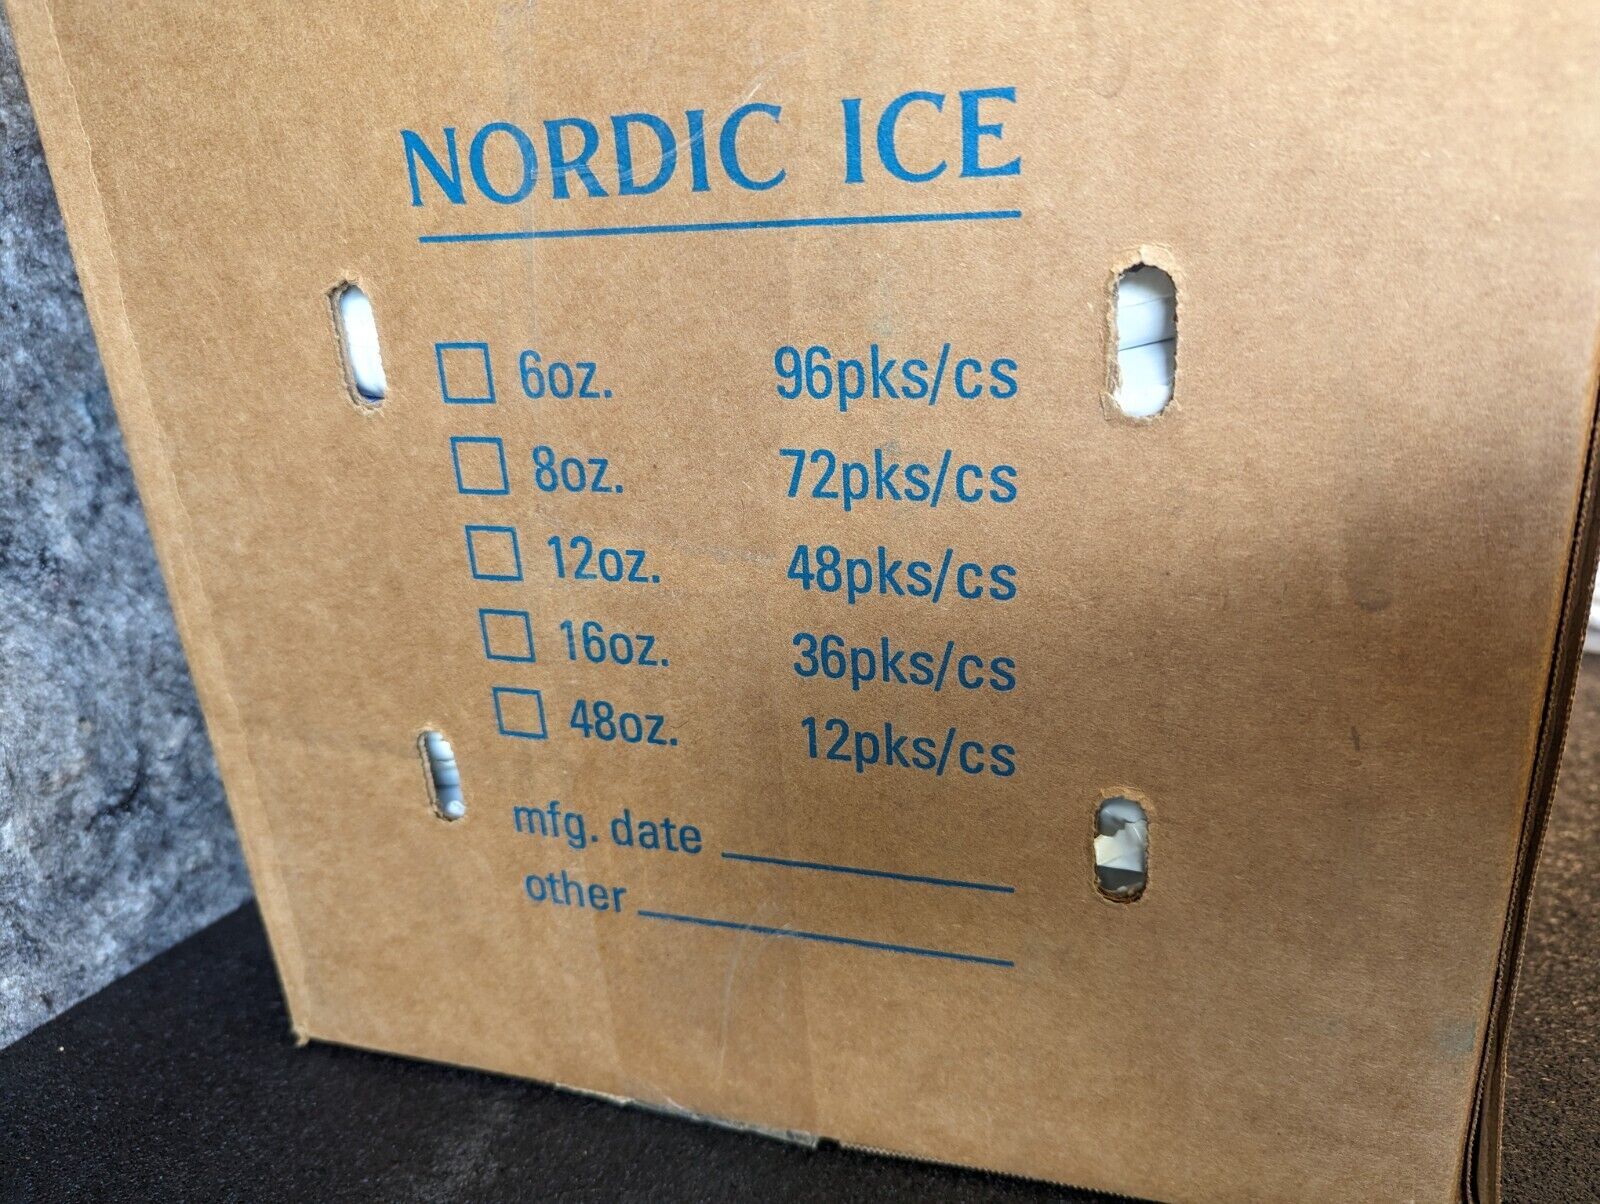 NORDIC ICE
6oz. 96pks/cs
8oz. 72pks/cs
12oz. 48pks/cs
16oz. 36pks/cs
48oz. 12pks/cs
mfg. date
other